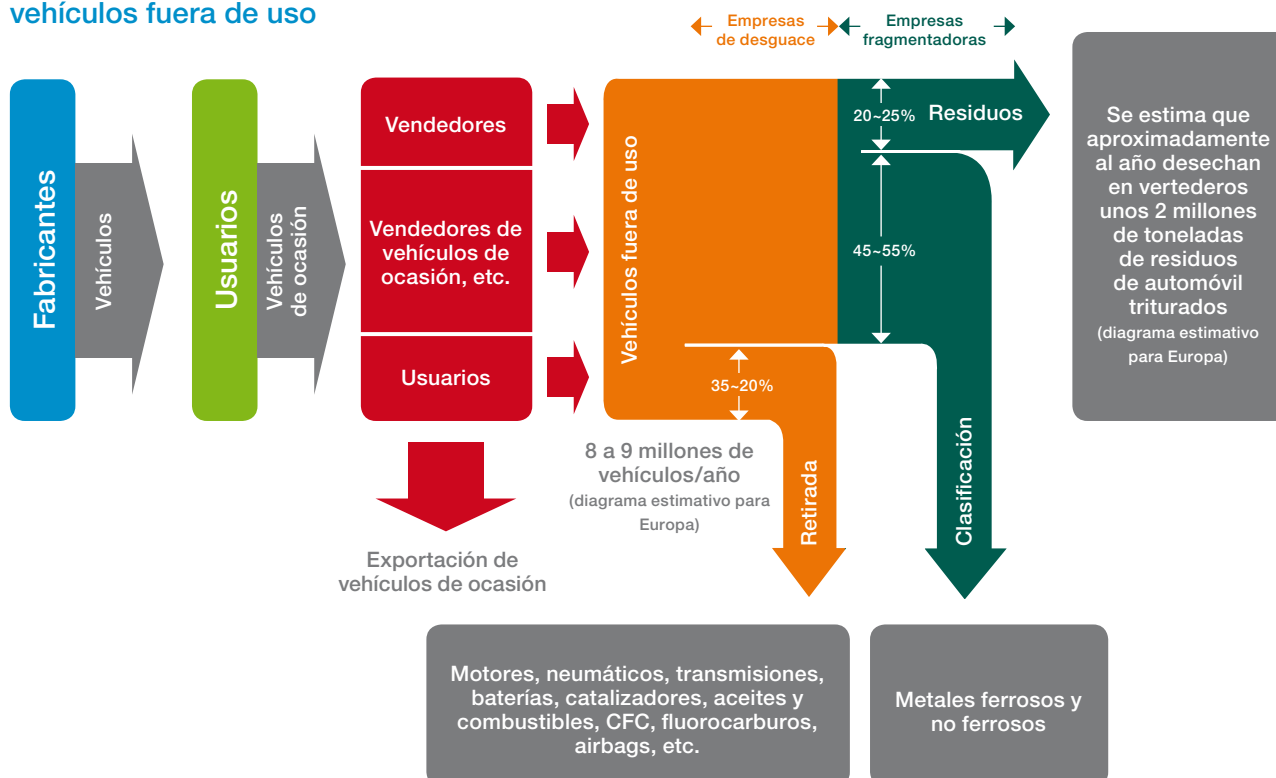 vehículos fuera de uso
Empresas
de desguace
Empresas
fragmentadoras
Fabricantes
Vehículos
Usuarios
Vehículos
de ocasión
Vendedores
Vendedores de
vehículos de
ocasión, etc.
Usuarios
Exportación de
vehículos de ocasión
Vehículos fuera de uso
8 a 9 millones de
vehículos/año
(diagrama estimativo para
Europa)
35~20%
Retirada
20~25%
Residuos
45~55%
Clasificación
Se estima que
aproximadamente
al año desechan
en vertederos
unos 2 millones
de toneladas
de residuos
de automóvil
triturados
(diagrama estimativo
para Europa)
Motores, neumáticos, transmisiones,
baterías, catalizadores, aceites y
combustibles, CFC, fluorocarburos,
airbags, etc.
Metales ferrosos y
no ferrosos